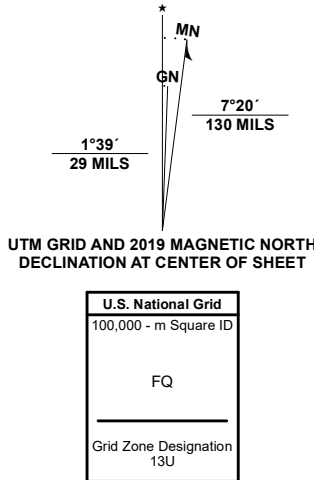 ★
MN
GN
7°20´
130 MILS
1°39´
29 MILS
UTM GRID AND 2019 MAGNETIC NORTH
DECLINATION AT CENTER OF SHEET
U.S. National Grid
100,000 - m Square ID
FQ
Grid Zone Designation
13U